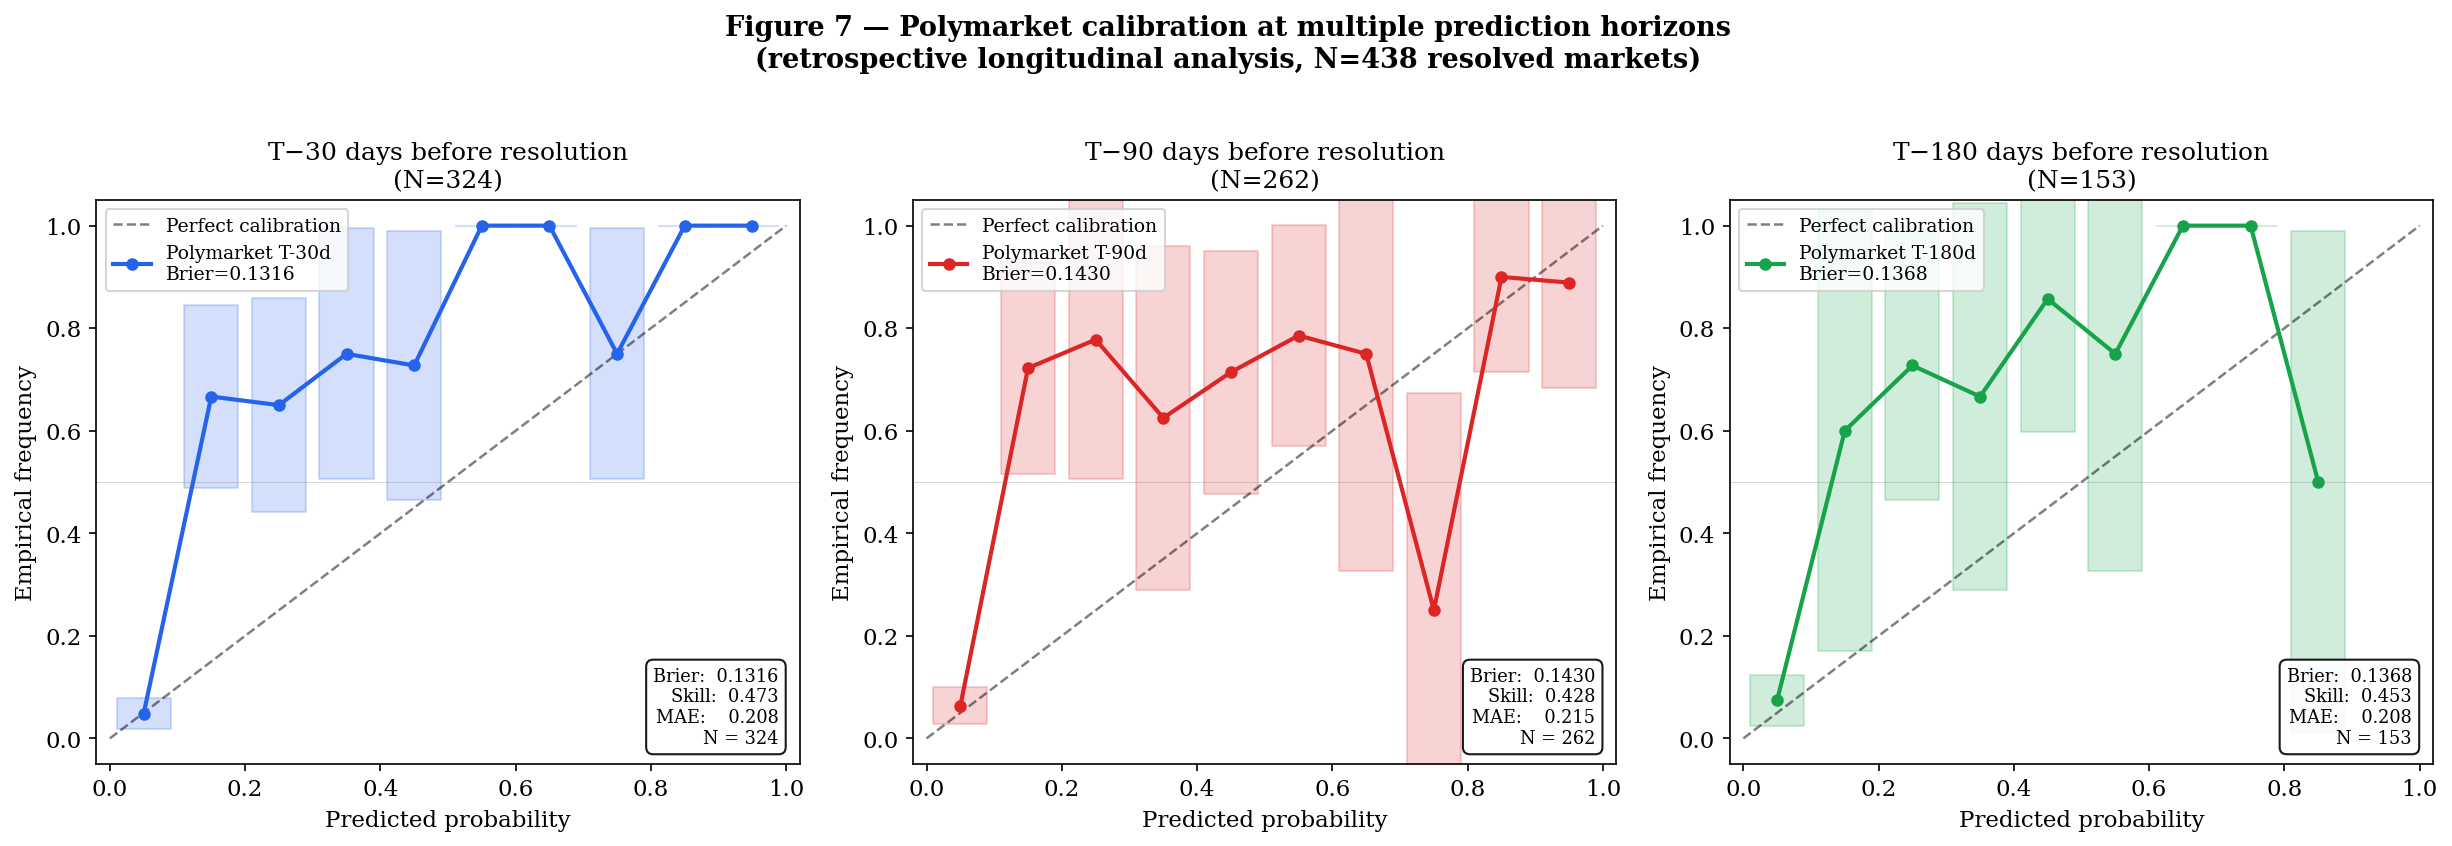 Figure 7 — Polymarket calibration at multiple prediction horizons
(retrospective longitudinal analysis, N=438 resolved markets)
T−30 days before resolution
(N=324)
Empirical frequency
1.0
0.8
0.6
0.4
0.2
0.0
Perfect calibration
Polymarket T-30d
Brier=0.1316
Brier: 0.1316
Skill: 0.473
MAE: 0.208
N = 324
0.0 0.2 0.4 0.6 0.8 1.0
Predicted probability
T−90 days before resolution
(N=262)
Empirical frequency
1.0
0.8
0.6
0.4
0.2
0.0
Perfect calibration
Polymarket T-90d
Brier=0.1430
Brier: 0.1430
Skill: 0.428
MAE: 0.215
N = 262
0.0 0.2 0.4 0.6 0.8 1.0
Predicted probability
T−180 days before resolution
(N=153)
Empirical frequency
1.0
0.8
0.6
0.4
0.2
0.0
Perfect calibration
Polymarket T-180d
Brier=0.1368
Brier: 0.1368
Skill: 0.453
MAE: 0.208
N = 153
0.0 0.2 0.4 0.6 0.8 1.0
Predicted probability